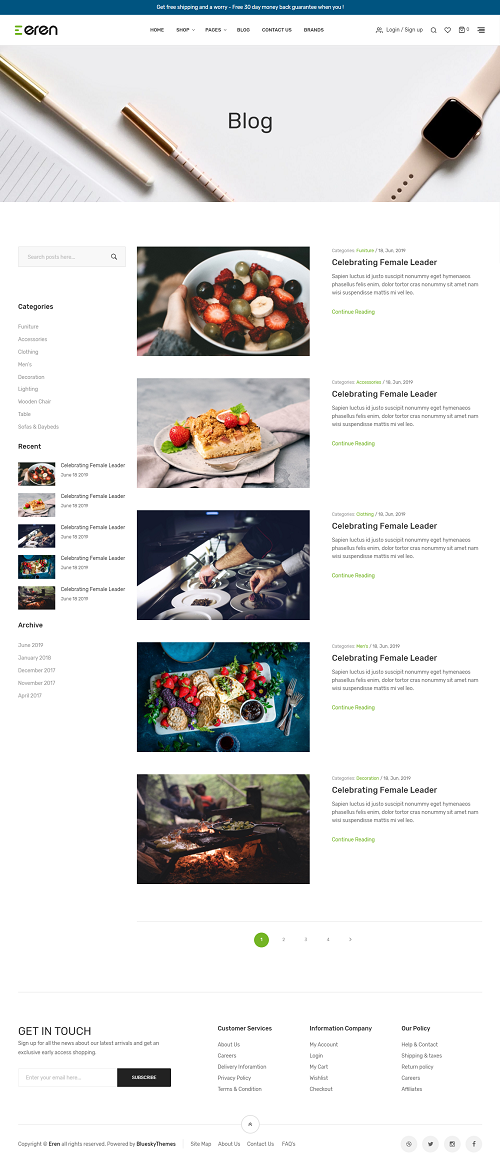 Get free shipping and a worry - Free 30 day money back guarantee when you !
eren
HOME SHOP PAGES BLOG CONTACT US BRANDS
Login / Sign up
0
Blog
Search posts here...
Categories
Funiture
Accessories
Clothing
Men's
Decoration
Lighting
Wooden Chair
Table
Sofas & Daybeds
Recent
Celebrating Female Leader
June 18 2019
Celebrating Female Leader
June 18 2019
Celebrating Female Leader
June 18 2019
Celebrating Female Leader
June 18 2019
Celebrating Female Leader
June 18 2019
Archive
June 2019
January 2018
December 2017
November 2017
April 2017
Categories: Funiture / 18, Jun, 2019
Celebrating Female Leader
Sapien luctus id justo suscipit nonummy eget hymenaeos
phasellus felis enim, dolor tortor cras nonummy sit amet nam
wisi suspendisse mattis mi vel leo.
Continue Reading
Categories: Accessories / 18, Jun, 2019
Celebrating Female Leader
Sapien luctus id justo suscipit nonummy eget hymenaeos
phasellus felis enim, dolor tortor cras nonummy sit amet nam
wisi suspendisse mattis mi vel leo.
Continue Reading
Categories: Clothing / 18, Jun, 2019
Celebrating Female Leader
Sapien luctus id justo suscipit nonummy eget hymenaeos
phasellus felis enim, dolor tortor cras nonummy sit amet nam
wisi suspendisse mattis mi vel leo.
Continue Reading
Categories: Men's / 18, Jun, 2019
Celebrating Female Leader
Sapien luctus id justo suscipit nonummy eget hymenaeos
phasellus felis enim, dolor tortor cras nonummy sit amet nam
wisi suspendisse mattis mi vel leo.
Continue Reading
Categories: Decoration / 18, Jun, 2019
Celebrating Female Leader
Sapien luctus id justo suscipit nonummy eget hymenaeos
phasellus felis enim, dolor tortor cras nonummy sit amet nam
wisi suspendisse mattis mi vel leo.
Continue Reading
1 2 3 4
GET IN TOUCH
Sign up for all the news about our latest arrivals and get an
exclusive early access shopping.
Enter your email here... SUBSCRIBE
Customer Services
About Us
Careers
Delivery Inforamtion
Privacy Policy
Terms & Condition
Information Company
My Account
Login
My Cart
Wishlist
Checkout
Our Policy
Help & Contact
Shipping & taxes
Return policy
Careers
Affiliates
Copyright © Eren all rights reserved. Powered by BlueskyThemes
Site Map About Us Contact Us FAQ's